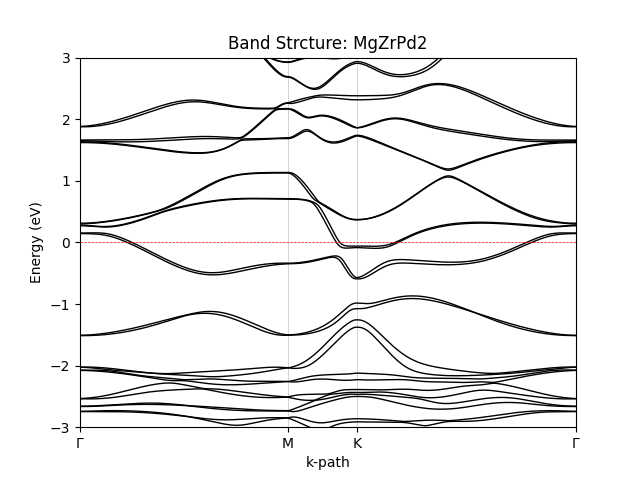 Band Strcture: MgZrPd2
Energy (eV)
3
2
1
0
−1
−2
−3
Γ M K Γ
k-path